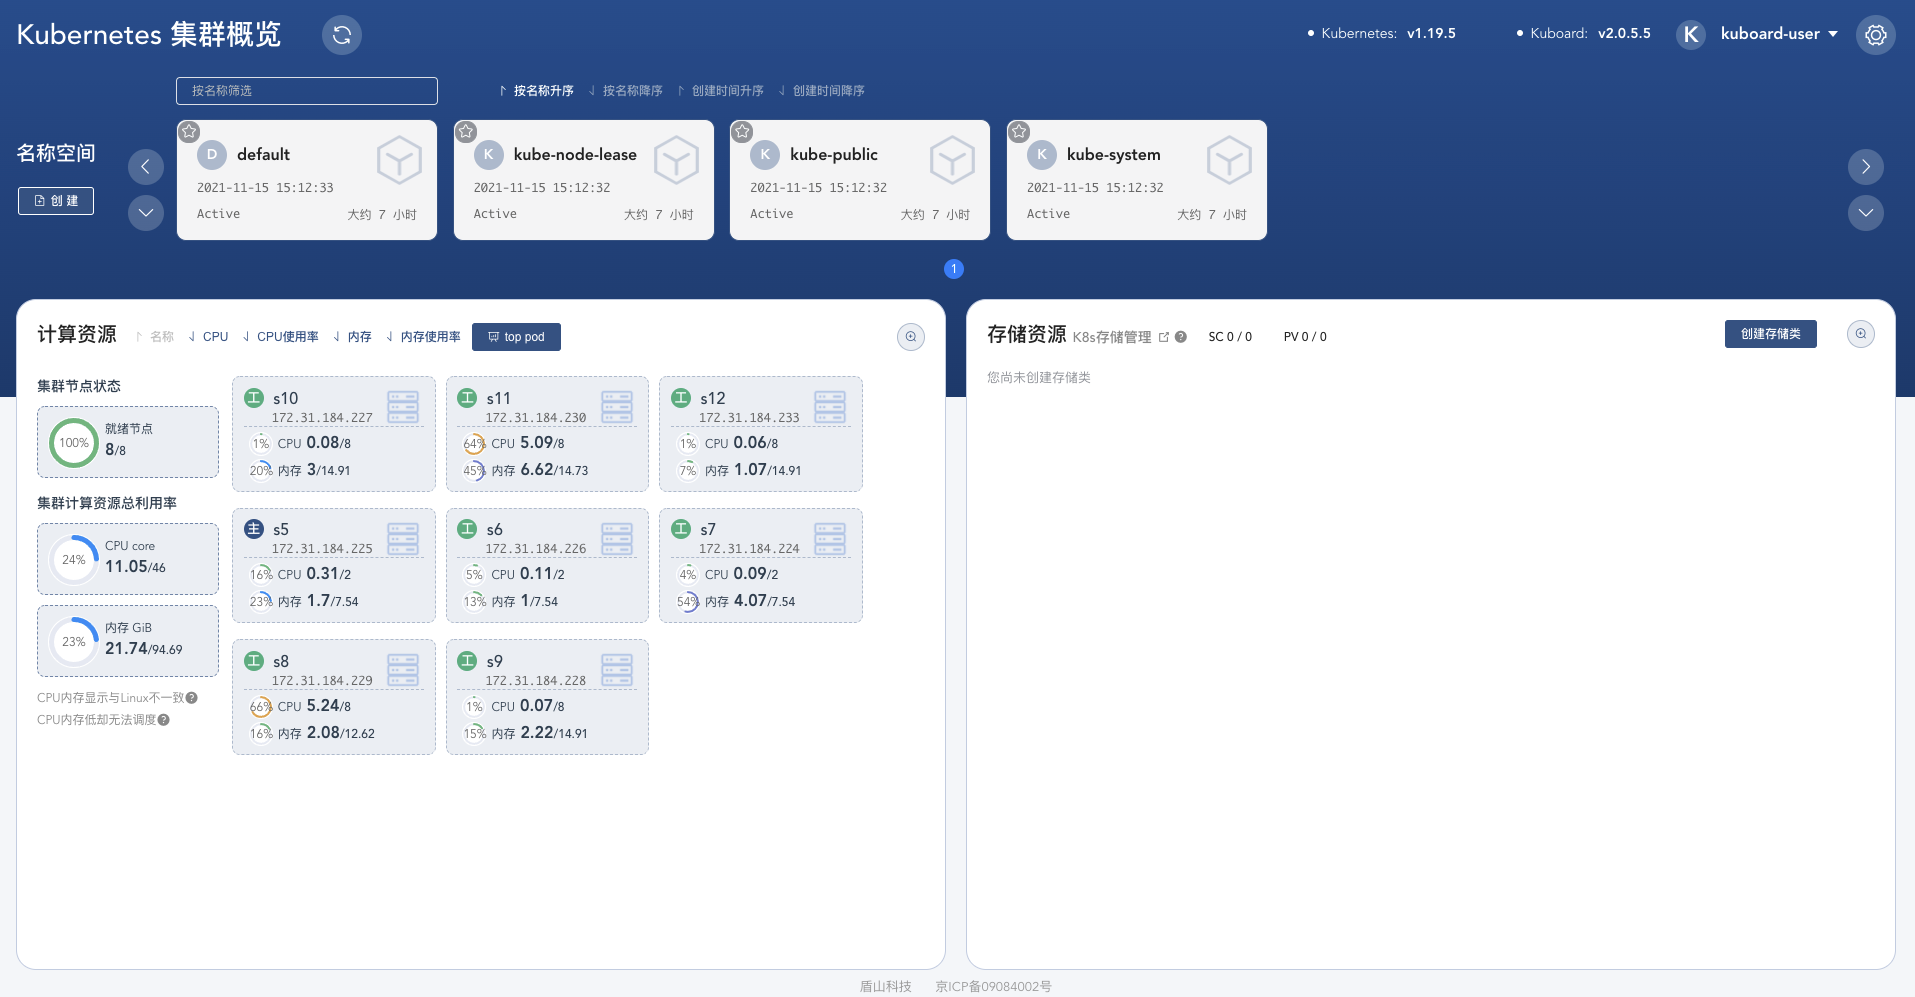 Kubernetes 集群概览
Kubernetes: v1.19.5
Kuboard: v2.0.5.5
K kuboard-user
按名称筛选
按名称升序 按名称降序 创建时间升序 创建时间降序
名称空间
创 建
D default
2021-11-15 15:12:33
Active 大约 7 小时
K kube-node-lease
2021-11-15 15:12:32
Active 大约 7 小时
K kube-public
2021-11-15 15:12:32
Active 大约 7 小时
K kube-system
2021-11-15 15:12:32
Active 大约 7 小时
1
计算资源 名称 CPU CPU使用率 内存 内存使用率 top pod
集群节点状态
100% 就绪节点
8/8
集群计算资源总利用率
24% CPU core
11.05/46
23% 内存 GiB
21.74/94.69
CPU内存显示与Linux不一致
CPU内存低却无法调度
工 s10
172.31.184.227
1% CPU 0.08/8
20% 内存 3/14.91
工 s11
172.31.184.230
64% CPU 5.09/8
45% 内存 6.62/14.73
工 s12
172.31.184.233
1% CPU 0.06/8
7% 内存 1.07/14.91
主 s5
172.31.184.225
16% CPU 0.31/2
23% 内存 1.7/7.54
工 s6
172.31.184.226
5% CPU 0.11/2
13% 内存 1/7.54
工 s7
172.31.184.224
4% CPU 0.09/2
54% 内存 4.07/7.54
工 s8
172.31.184.229
66% CPU 5.24/8
16% 内存 2.08/12.62
工 s9
172.31.184.228
1% CPU 0.07/8
15% 内存 2.22/14.91
存储资源 K8s存储管理 SC 0 / 0 PV 0 / 0 创建存储类
您尚未创建存储类
盾山科技 京ICP备09084002号